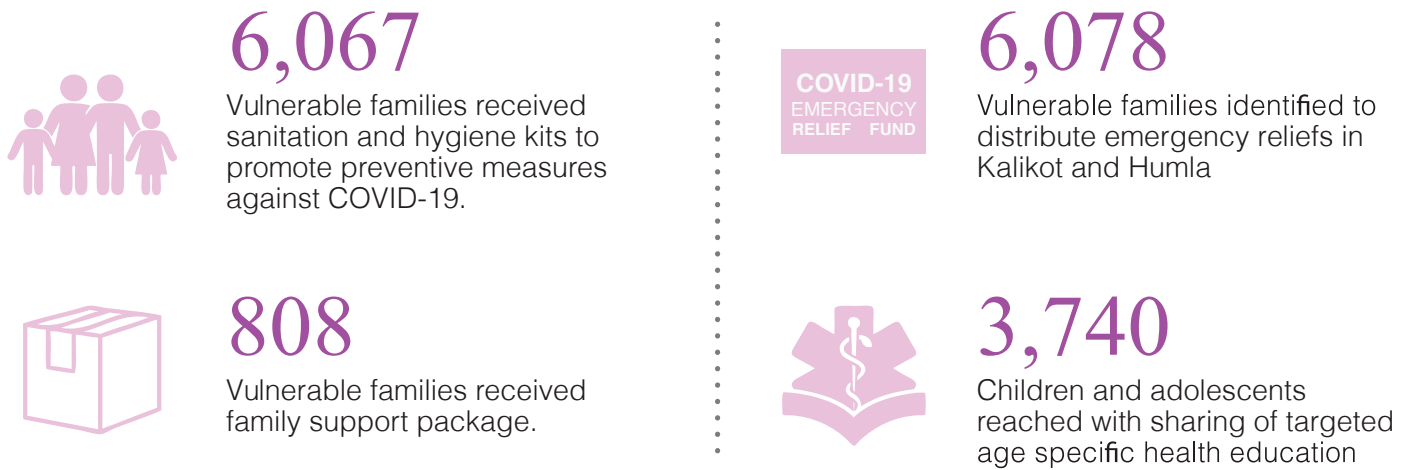 6,067
Vulnerable families received
sanitation and hygiene kits to
promote preventive measures
against COVID-19.
808
Vulnerable families received
family support package.
COVID-19
EMERGENCY
RELIEF FUND
6,078
Vulnerable families identified to
distribute emergency reliefs in
Kalikot and Humla
3,740
Children and adolescents
reached with sharing of targeted
age specific health education